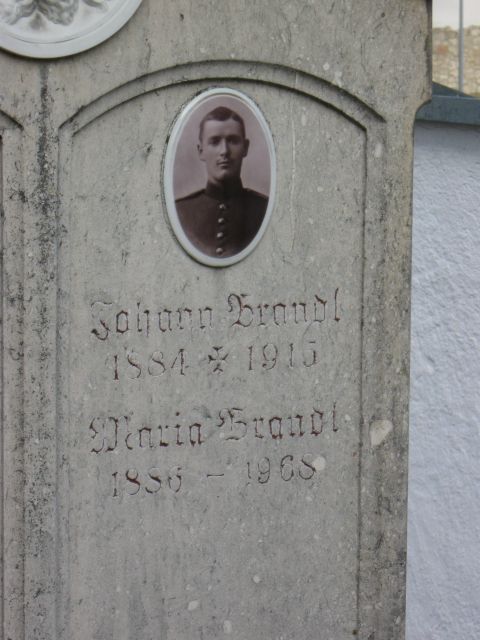 Johann Brandl
1884 ✠ 1915
Maria Brandl
1886 - 1968